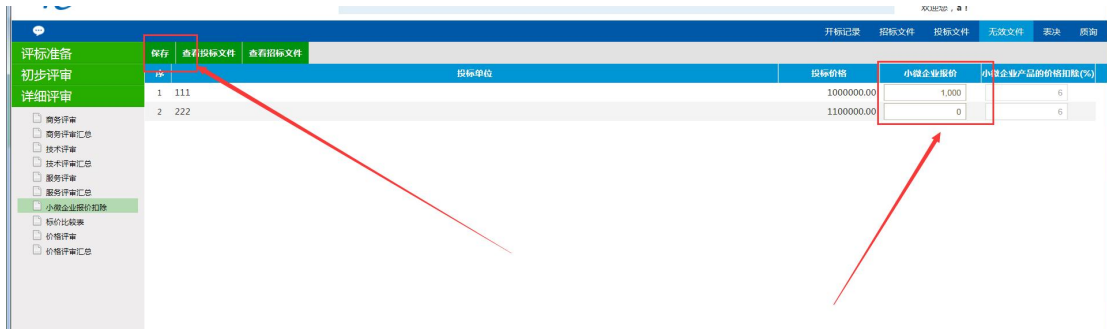 欢迎您，a！
开标记录 招标文件 投标文件 无效文件 表决 质询
评标准备
保存 查看投标文件 查看招标文件
初步评审
序 投标单位 投标价格 小微企业报价 小微企业产品的价格扣除(%)
详细评审
1 111 1000000.00 1,000 6
2 222 1100000.00 0 6
商务评审
商务评审汇总
技术评审
技术评审汇总
服务评审
服务评审汇总
小微企业报价扣除
标价比较表
价格评审
价格评审汇总